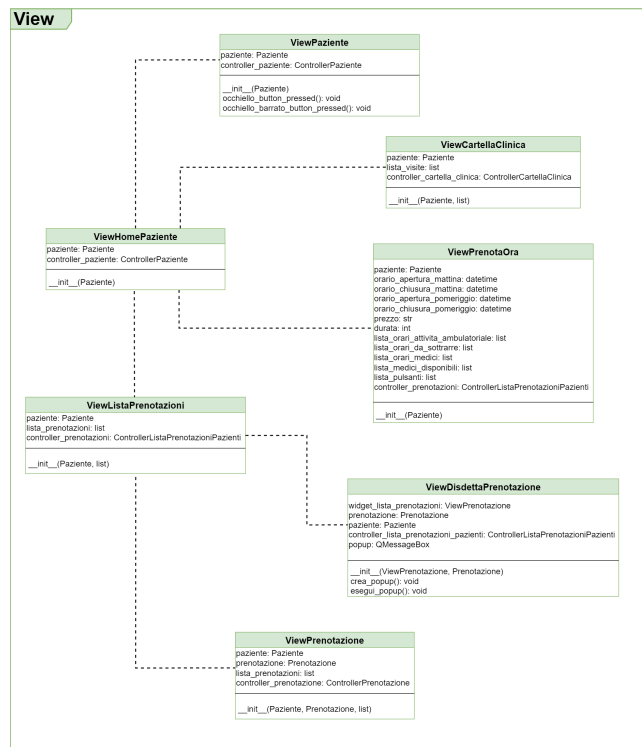 View
ViewPaziente
paziente: Paziente
controller_paziente: ControllerPaziente
__init__(Paziente)
occhiello_button_pressed(): void
occhiello_barrato_button_pressed(): void
ViewCartellaClinica
paziente: Paziente
lista_visite: list
controller_cartella_clinica: ControllerCartellaClinica
__init__(Paziente, list)
ViewHomePaziente
paziente: Paziente
controller_paziente: ControllerPaziente
__init__(Paziente)
ViewPrenotaOra
paziente: Paziente
orario_apertura_mattina: datetime
orario_chiusura_mattina: datetime
orario_apertura_pomeriggio: datetime
orario_chiusura_pomeriggio: datetime
prezzo: str
durata: int
lista_orari_attivita_ambulatoriale: list
lista_orari_da_sottrarre: list
lista_orari_medici: list
lista_medici_disponibili: list
lista_pulsanti: list
controller_prenotazioni: ControllerListaPrenotazioniPazienti
__init__(Paziente)
ViewListaPrenotazioni
paziente: Paziente
lista_prenotazioni: list
controller_prenotazioni: ControllerListaPrenotazioniPazienti
__init__(Paziente, list)
ViewDisdettaPrenotazione
widget_lista_prenotazioni: ViewPrenotazione
prenotazione: Prenotazione
paziente: Paziente
controller_lista_prenotazioni_pazienti: ControllerListaPrenotazioniPazienti
popup: QMessageBox
__init__(ViewPrenotazione, Prenotazione)
crea_popup(): void
esegui_popup(): void
ViewPrenotazione
paziente: Paziente
prenotazione: Prenotazione
lista_prenotazioni: list
controller_prenotazione: ControllerPrenotazione
__init__(Paziente, Prenotazione, list)